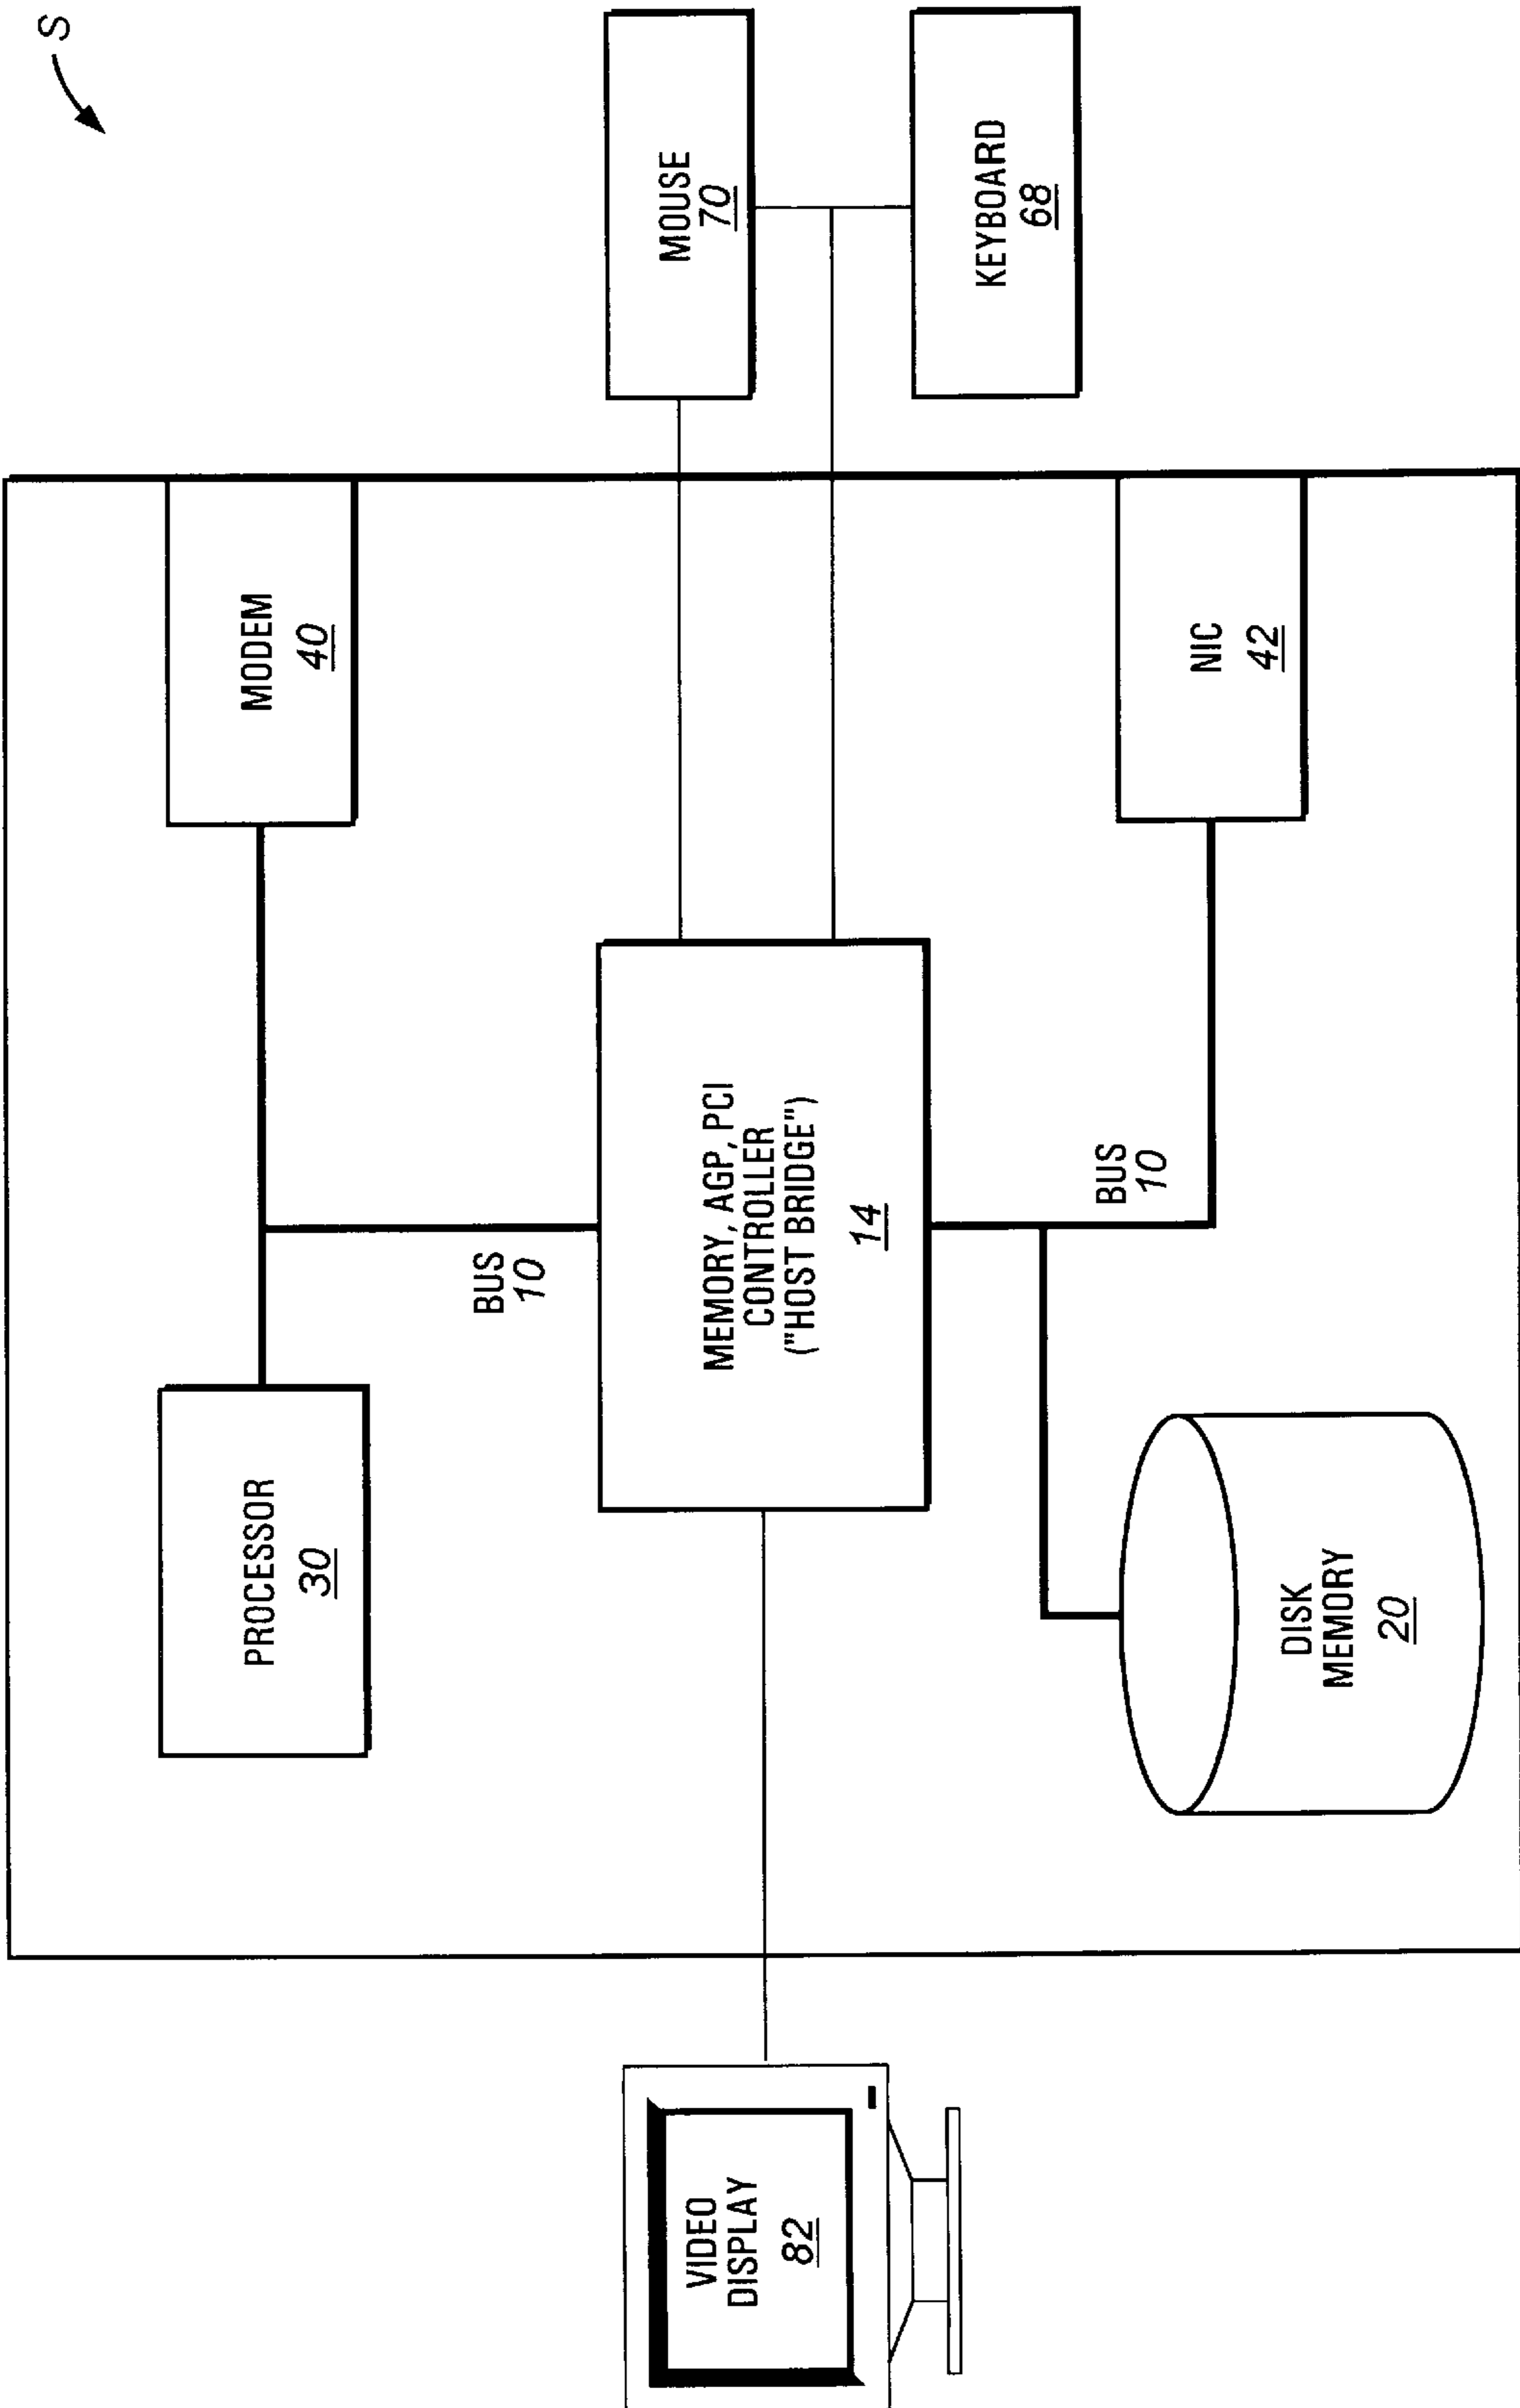 S
PROCESSOR
30
MODEM
40
BUS
10
VIDEO
DISPLAY
82
MEMORY, AGP, PCI
CONTROLLER
("HOST BRIDGE")
14
MOUSE
70
KEYBOARD
68
BUS
10
DISK
MEMORY
20
NIC
42